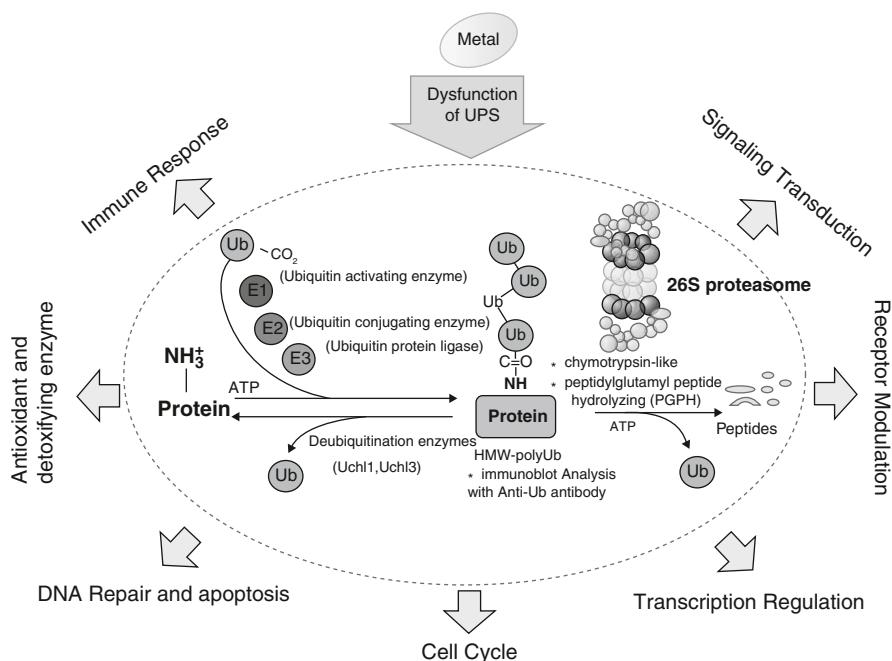 Metal
Dysfunction
of UPS
Immune Response
Signaling Transduction
Ub
CO2
(Ubiquitin activating enzyme)
E1
(Ubiquitin conjugating enzyme)
E2
(Ubiquitin protein ligase)
E3
Ub
Ub
Ub
Ub
C=O
NH
26S proteasome
* chymotrypsin-like
* peptidylglutamyl peptide
hydrolyzing (PGPH)
Antioxidant and
detoxifying enzyme
NH3+
Protein
ATP
Protein
ATP
Peptides
Receptor Modulation
Deubiquitination enzymes
(Uchl1,Uchl3)
Ub
HMW-polyUb
* immunoblot Analysis
with Anti-Ub antibody
Ub
DNA Repair and apoptosis
Transcription Regulation
Cell Cycle